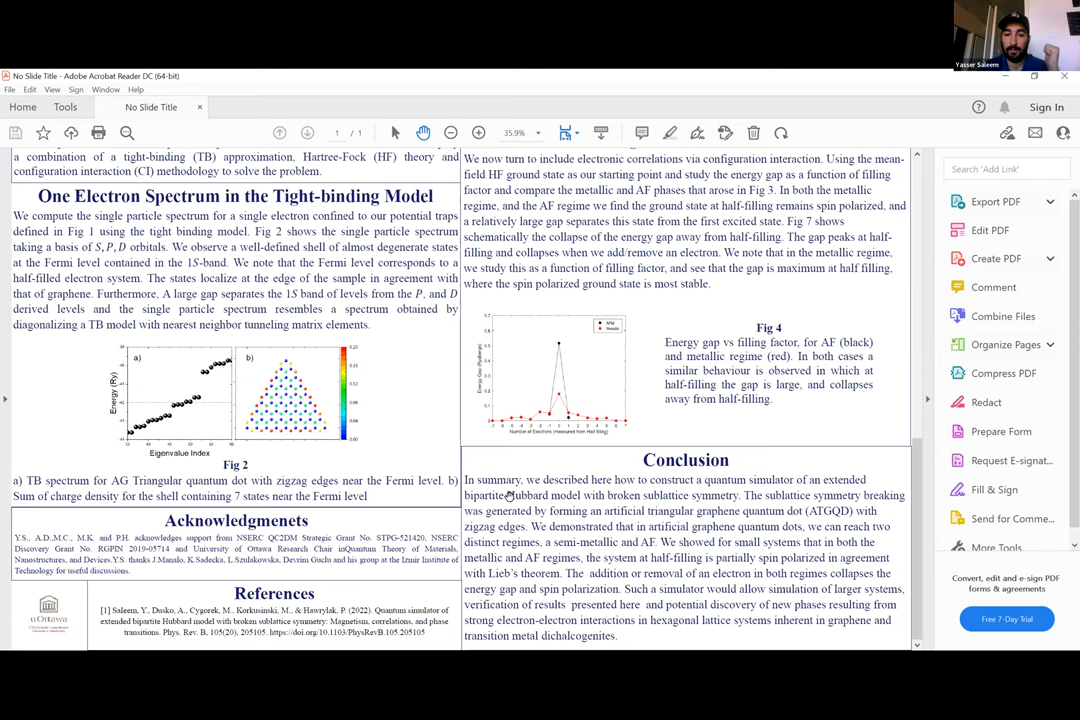 Yasser Saleem
No Slide Title - Adobe Acrobat Reader DC (64-bit)
File Edit View Sign Window Help
Home Tools No Slide Title × Sign In
1 / 1 35.9%
a combination of a tight-binding (TB) approximation, Hartree-Fock (HF) theory and
configuration interaction (CI) methodology to solve the problem.
One Electron Spectrum in the Tight-binding Model
We compute the single particle spectrum for a single electron confined to our potential traps
defined in Fig 1 using the tight binding model. Fig 2 shows the single particle spectrum
taking a basis of S, P, D orbitals. We observe a well-defined shell of almost degenerate states
at the Fermi level contained in the 1S-band. We note that the Fermi level corresponds to a
half-filled electron system. The states localize at the edge of the sample in agreement with
that of graphene. Furthermore, A large gap separates the 1S band of levels from the P, and D
derived levels and the single particle spectrum resembles a spectrum obtained by
diagonalizing a TB model with nearest neighbor tunneling matrix elements.
a) b)
Energy (Ry)
Eigenvalue Index
0.20
0.16
0.12
0.08
0.04
0.00
Fig 2
a) TB spectrum for AG Triangular quantum dot with zigzag edges near the Fermi level. b)
Sum of charge density for the shell containing 7 states near the Fermi level
Acknowledgmenets
Y.S., A.D.,M.C., M.K. and P.H. acknowledges support from NSERC QC2DM Strategic Grant No. STPG-521420, NSERC
Discovery Grant No. RGPIN 2019-05714 and University of Ottawa Research Chair inQuantum Theory of Materials,
Nanostructures, and Devices.Y.S. thanks J.Manalo, K.Sadecka, L.Szulakowska, Devrim Guclu and his group at the Izmir Institute of
Technology for useful discussions.
uOttawa
References
[1] Saleem, Y., Dusko, A., Cygorek, M., Korkusinski, M., & Hawrylak, P. (2022). Quantum simulator of
extended bipartite Hubbard model with broken sublattice symmetry: Magnetism, correlations, and phase
transitions. Phys. Rev. B, 105(20), 205105. https://doi.org/10.1103/PhysRevB.105.205105
We now turn to include electronic correlations via configuration interaction. Using the mean-
field HF ground state as our starting point and study the energy gap as a function of filling
factor and compare the metallic and AF phases that arose in Fig 3. In both the metallic
regime, and the AF regime we find the ground state at half-filling remains spin polarized, and
a relatively large gap separates this state from the first excited state. Fig 7 shows
schematically the collapse of the energy gap away from half-filling. The gap peaks at half-
filling and collapses when we add/remove an electron. We note that in the metallic regime,
we study this as a function of filling factor, and see that the gap is maximum at half filling,
where the spin polarized ground state is most stable.
Energy Gap (Rydbergs)
AFM
Metallic
Number of Electrons (measured from Half filling)
Fig 4
Energy gap vs filling factor, for AF (black)
and metallic regime (red). In both cases a
similar behaviour is observed in which at
half-filling the gap is large, and collapses
away from half-filling.
Conclusion
In summary, we described here how to construct a quantum simulator of an extended
bipartite Hubbard model with broken sublattice symmetry. The sublattice symmetry breaking
was generated by forming an artificial triangular graphene quantum dot (ATGQD) with
zigzag edges. We demonstrated that in artificial graphene quantum dots, we can reach two
distinct regimes, a semi-metallic and AF. We showed for small systems that in both the
metallic and AF regimes, the system at half-filling is partially spin polarized in agreement
with Lieb's theorem. The addition or removal of an electron in both regimes collapses the
energy gap and spin polarization. Such a simulator would allow simulation of larger systems,
verification of results presented here and potential discovery of new phases resulting from
strong electron-electron interactions in hexagonal lattice systems inherent in graphene and
transition metal dichalcogenites.
Search 'Add Link'
Export PDF
Edit PDF
Create PDF
Comment
Combine Files
Organize Pages
Compress PDF
Redact
Prepare Form
Request E-signat...
Fill & Sign
Send for Comme...
More Tools
Convert, edit and e-sign PDF
forms & agreements
Free 7-Day Trial